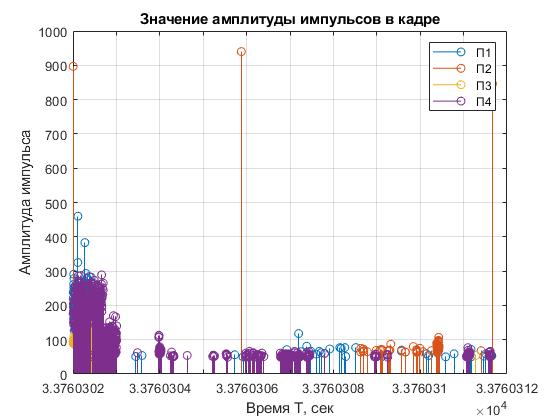 Значение амплитуды импульсов в кадре
1000
900
800
700
600
500
400
300
200
100
0
Амплитуда импульса
П1
П2
П3
П4
3.3760302 3.3760304 3.3760306 3.3760308 3.376031 3.3760312
Время Т, сек
×10⁴